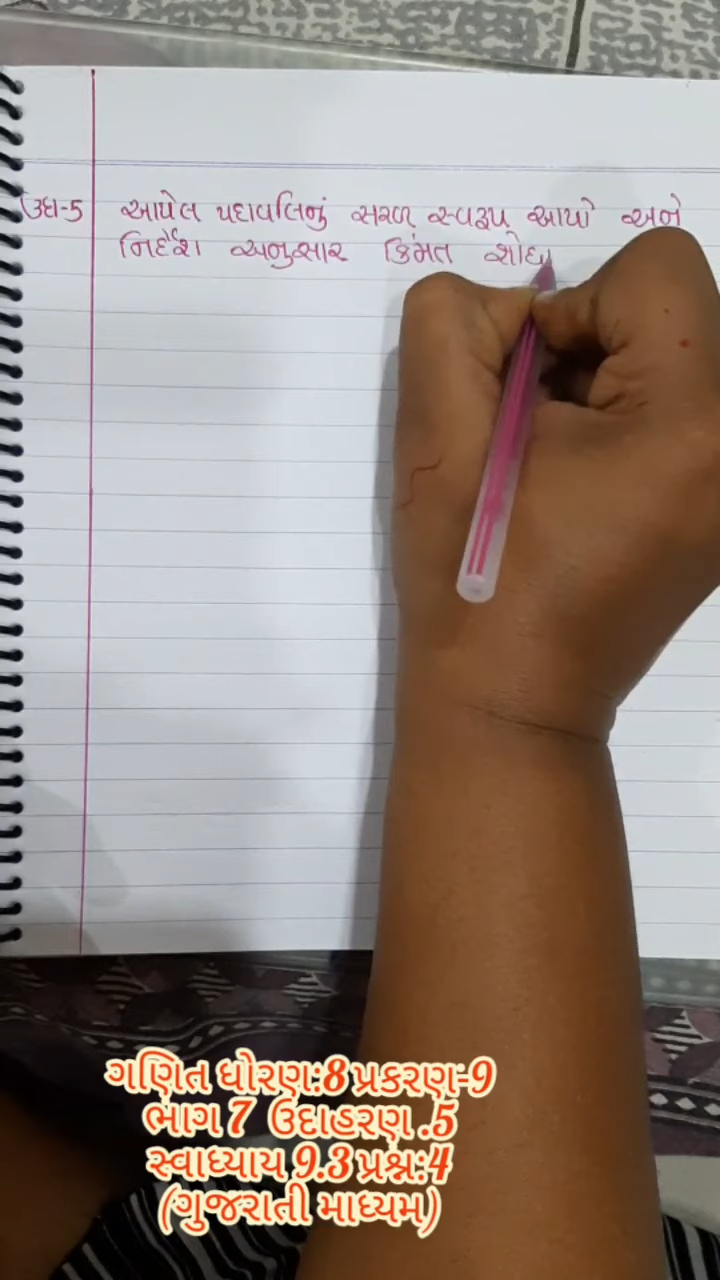 ઉદા-5 આપેલ પદાવલિનું સરળ સ્વરૂપ આપો અને
નિર્દેશ અનુસાર કિંમત શોધા
ગણિત ધોરણ:8 પ્રકરણ-9
ભાગ 7 ઉદાહરણ .5
સ્વાધ્યાય 9.3 પ્રશ્ન:4
(ગુજરાતી માધ્યમ)